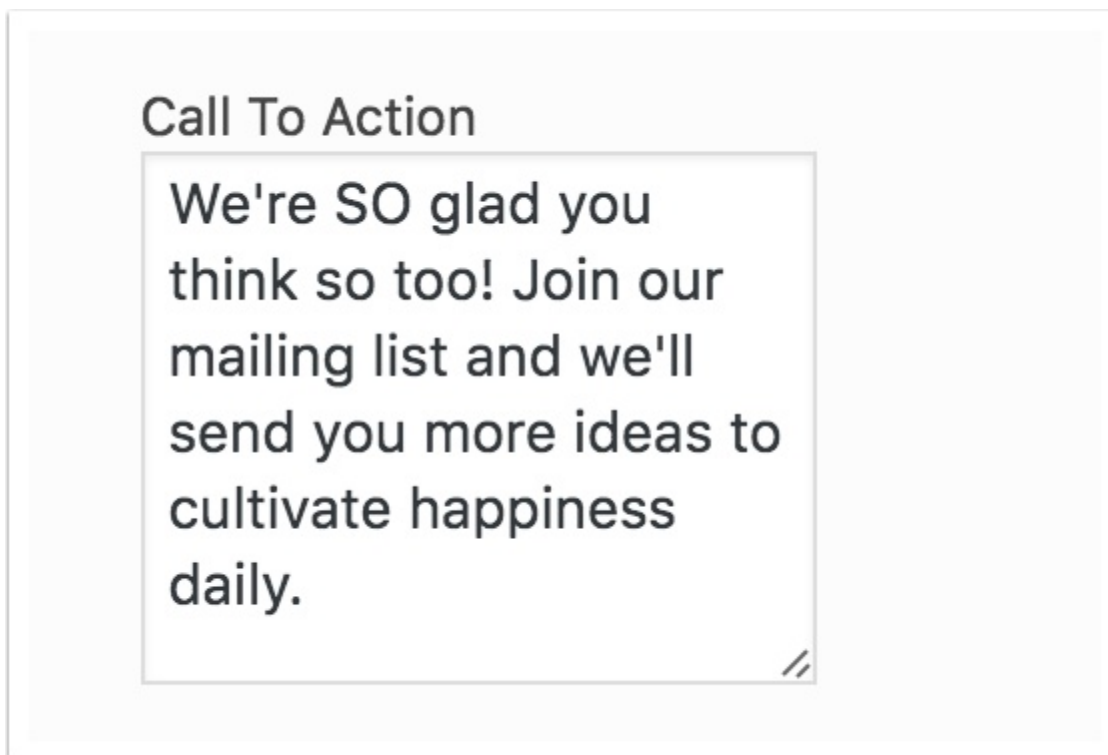 Call To Action
We're SO glad you
think so too! Join our
mailing list and we'll
send you more ideas to
cultivate happiness
daily.